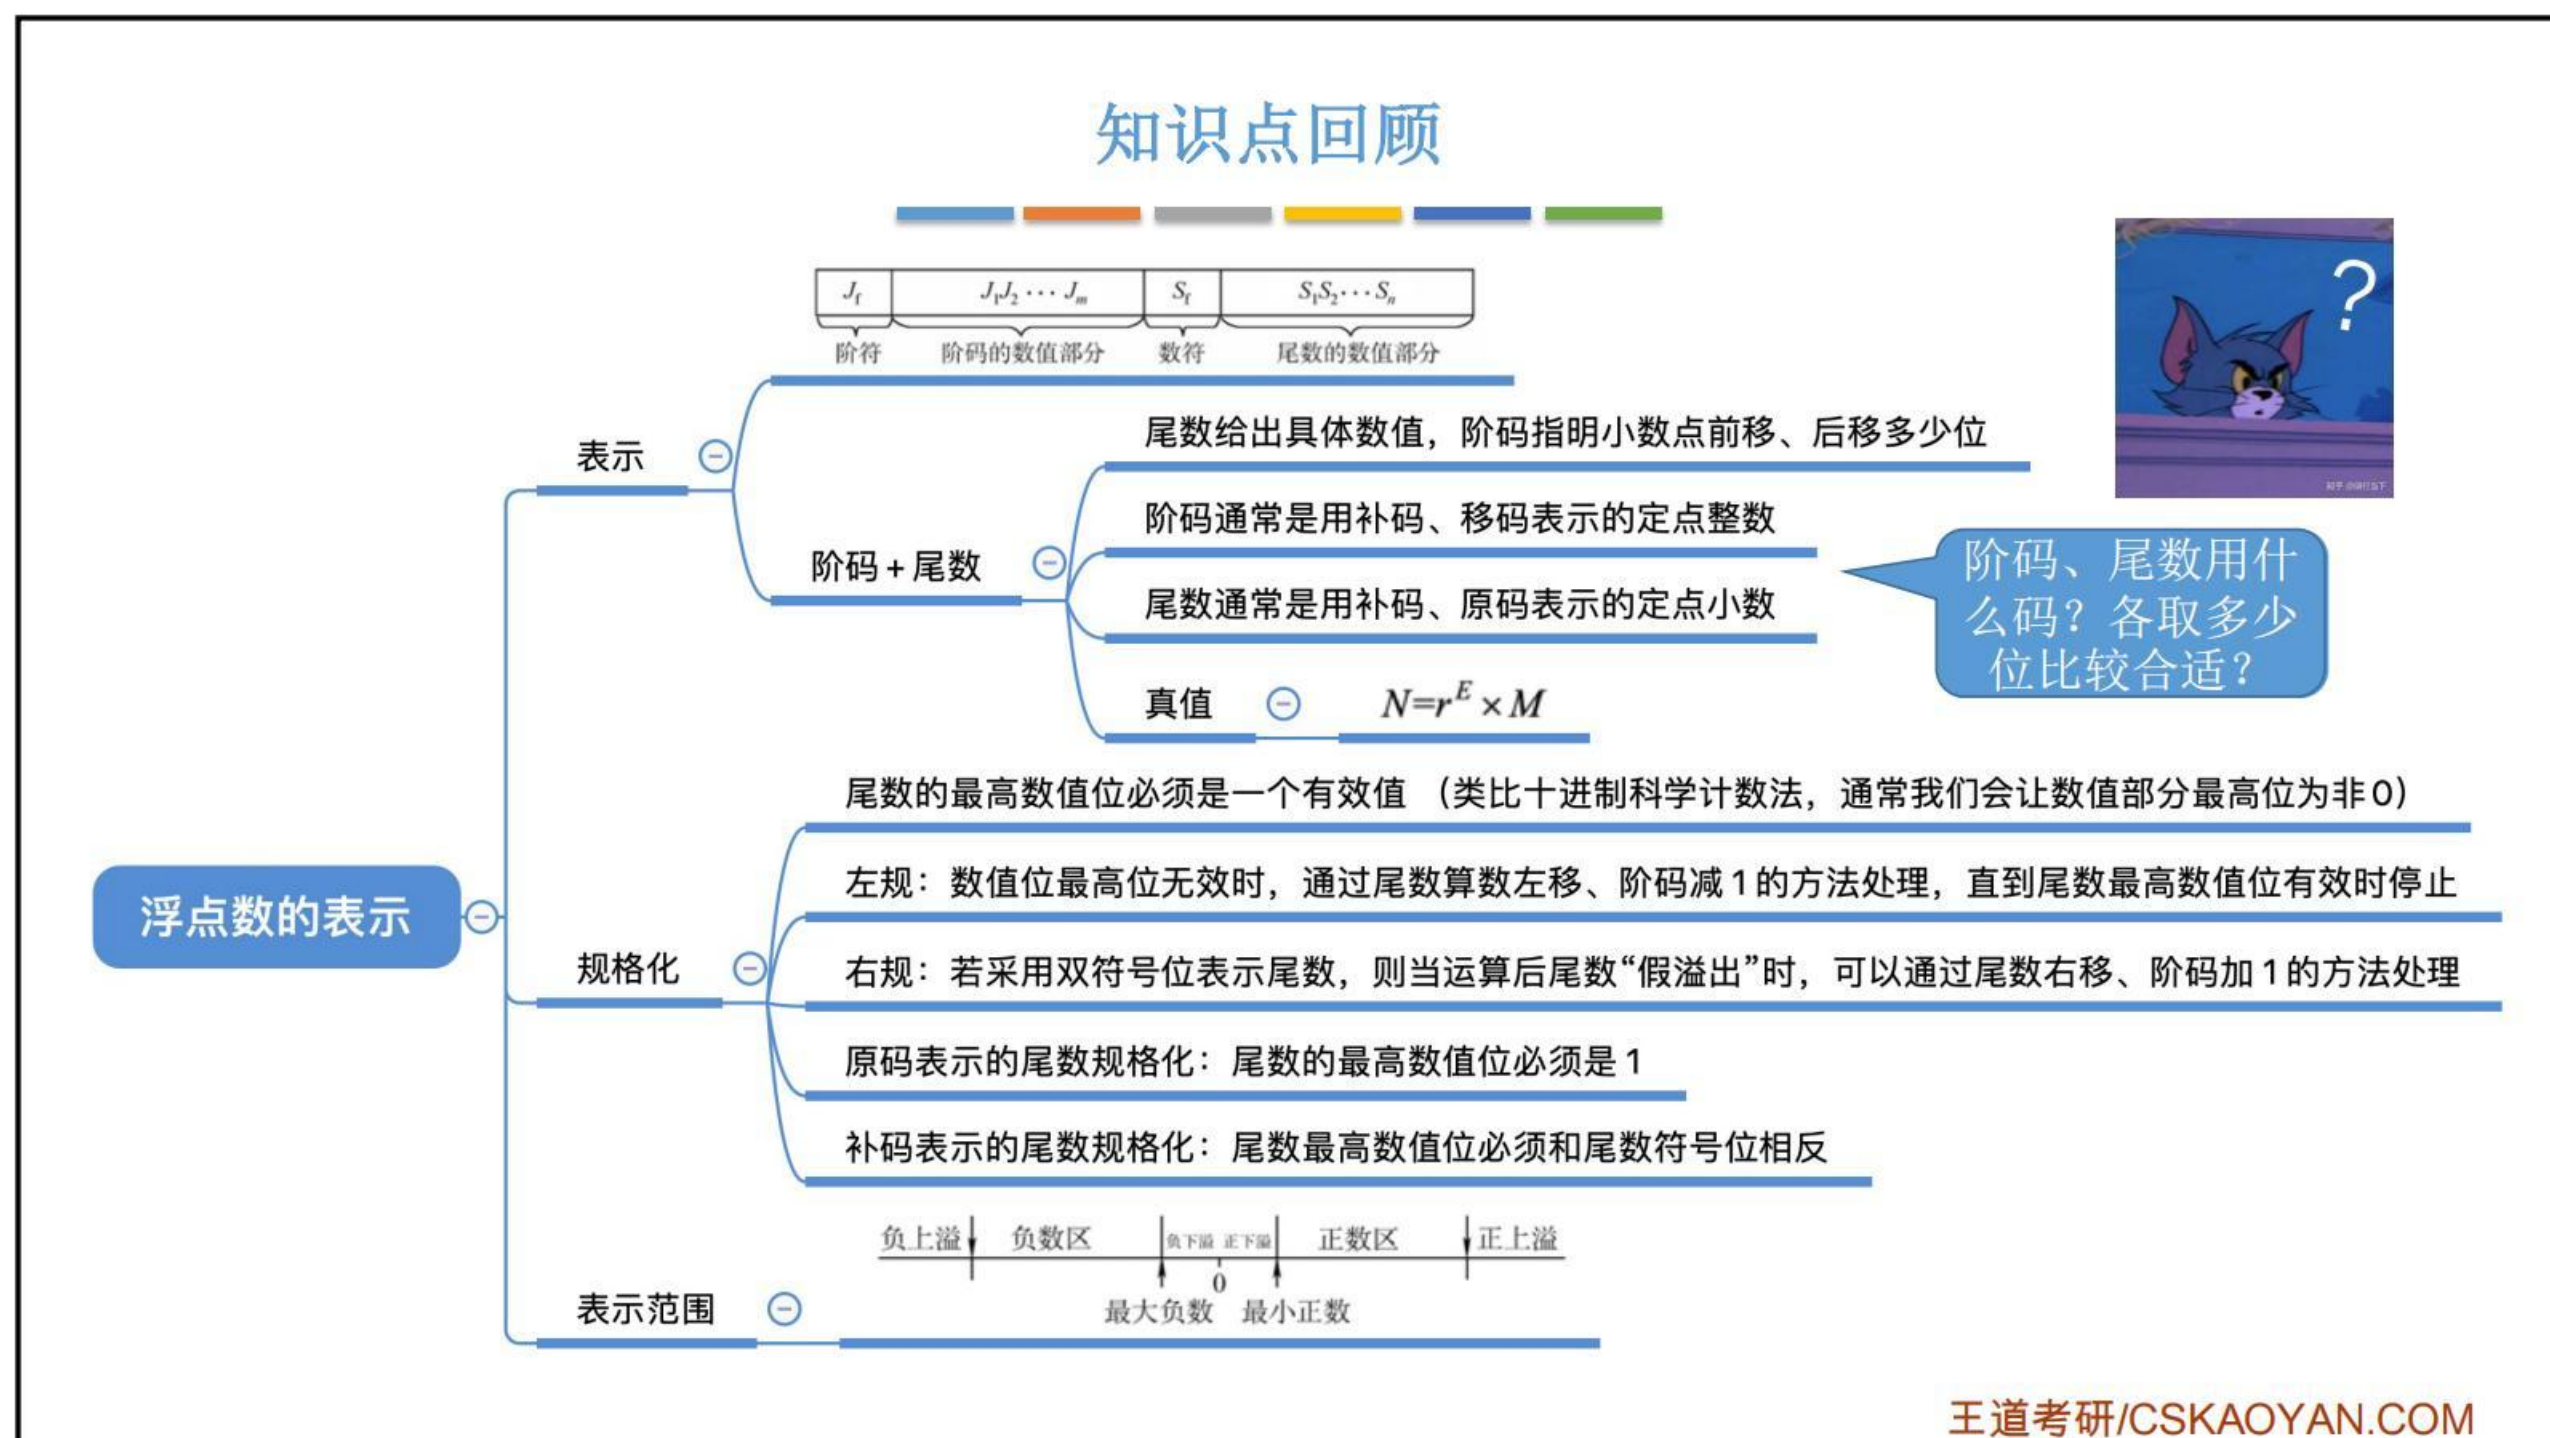 知识点回顾
J_f J_1J_2 ··· J_m S_f S_1S_2···S_n
阶符 阶码的数值部分 数符 尾数的数值部分
?
表示
尾数给出具体数值，阶码指明小数点前移、后移多少位
阶码+尾数
阶码通常是用补码、移码表示的定点整数
尾数通常是用补码、原码表示的定点小数
阶码、尾数用什
么码？各取多少
位比较合适？
真值 N=r^E×M
浮点数的表示
规格化
尾数的最高数值位必须是一个有效值 （类比十进制科学计数法，通常我们会让数值部分最高位为非0）
左规：数值位最高位无效时，通过尾数算数左移、阶码减1的方法处理，直到尾数最高数值位有效时停止
右规：若采用双符号位表示尾数，则当运算后尾数“假溢出”时，可以通过尾数右移、阶码加1的方法处理
原码表示的尾数规格化：尾数的最高数值位必须是1
补码表示的尾数规格化：尾数最高数值位必须和尾数符号位相反
表示范围
负上溢 负数区 负下溢 正下溢 正数区 正上溢
0
最大负数 最小正数
王道考研/CSKAOYAN.COM